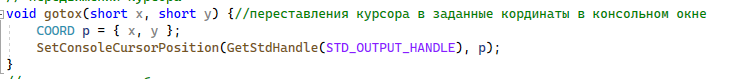 void gotox(short x, short y) {//переставления курсора в заданные кординаты в консольном окне
COORD p = { x, y };
SetConsoleCursorPosition(GetStdHandle(STD_OUTPUT_HANDLE), p);
}